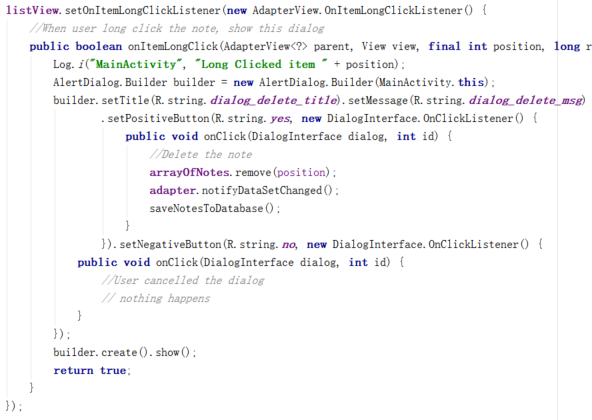 listView.setOnItemLongClickListener(new AdapterView.OnItemLongClickListener() {
    //When user long click the note, show this dialog
    public boolean onItemLongClick(AdapterView<?> parent, View view, final int position, long r
        Log.i("MainActivity", "Long Clicked item " + position);
        AlertDialog.Builder builder = new AlertDialog.Builder(MainActivity.this);
        builder.setTitle(R.string.dialog_delete_title).setMessage(R.string.dialog_delete_msg)
                .setPositiveButton(R.string.yes, new DialogInterface.OnClickListener() {
                    public void onClick(DialogInterface dialog, int id) {
                        //Delete the note
                        arrayOfNotes.remove(position);
                        adapter.notifyDataSetChanged();
                        saveNotesToDatabase();
                    }
                }).setNegativeButton(R.string.no, new DialogInterface.OnClickListener() {
            public void onClick(DialogInterface dialog, int id) {
                //User cancelled the dialog
                // nothing happens
            }
        });
        builder.create().show();
        return true;
    }
});